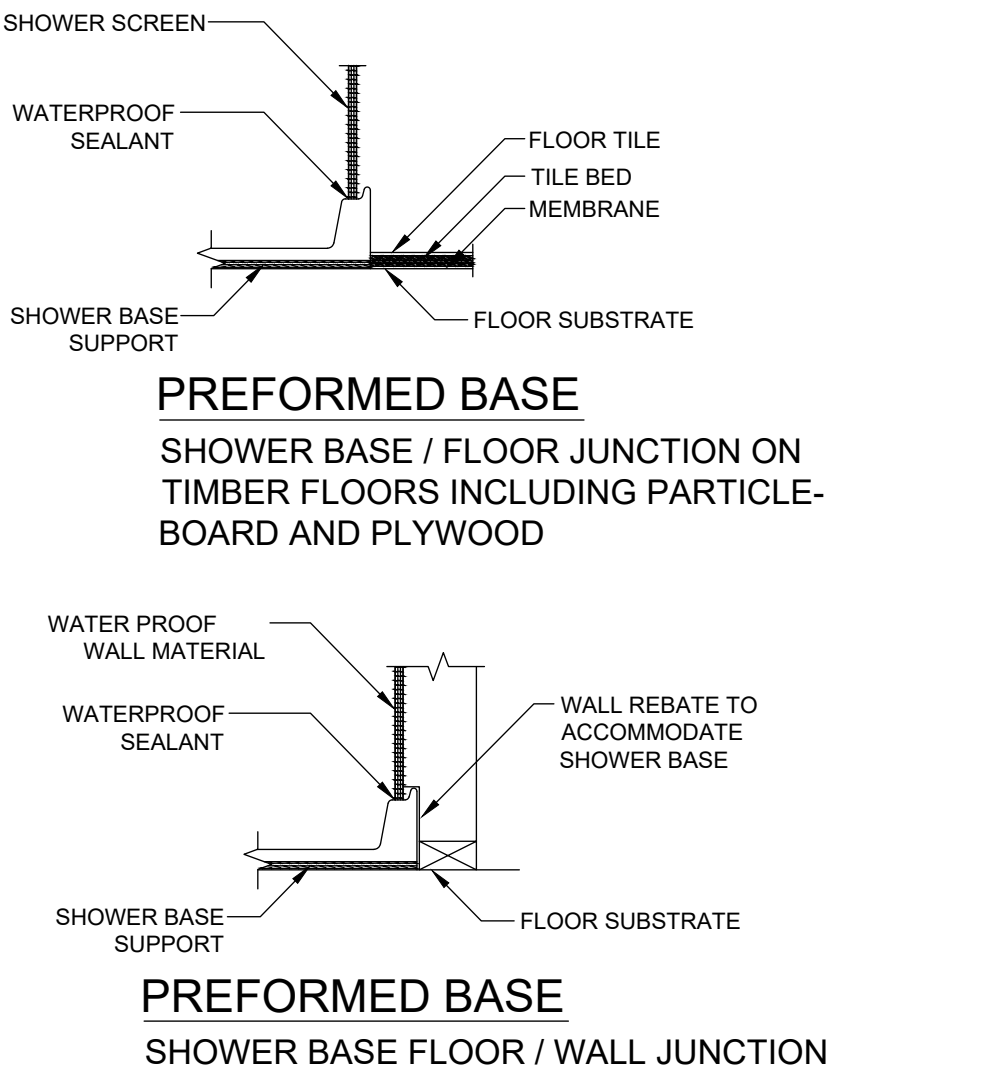 SHOWER SCREEN
WATERPROOF
SEALANT
FLOOR TILE
TILE BED
MEMBRANE
SHOWER BASE
SUPPORT
FLOOR SUBSTRATE
PREFORMED BASE
SHOWER BASE / FLOOR JUNCTION ON
TIMBER FLOORS INCLUDING PARTICLE-
BOARD AND PLYWOOD
WATER PROOF
WALL MATERIAL
WATERPROOF
SEALANT
WALL REBATE TO
ACCOMMODATE
SHOWER BASE
SHOWER BASE
SUPPORT
FLOOR SUBSTRATE
PREFORMED BASE
SHOWER BASE FLOOR / WALL JUNCTION